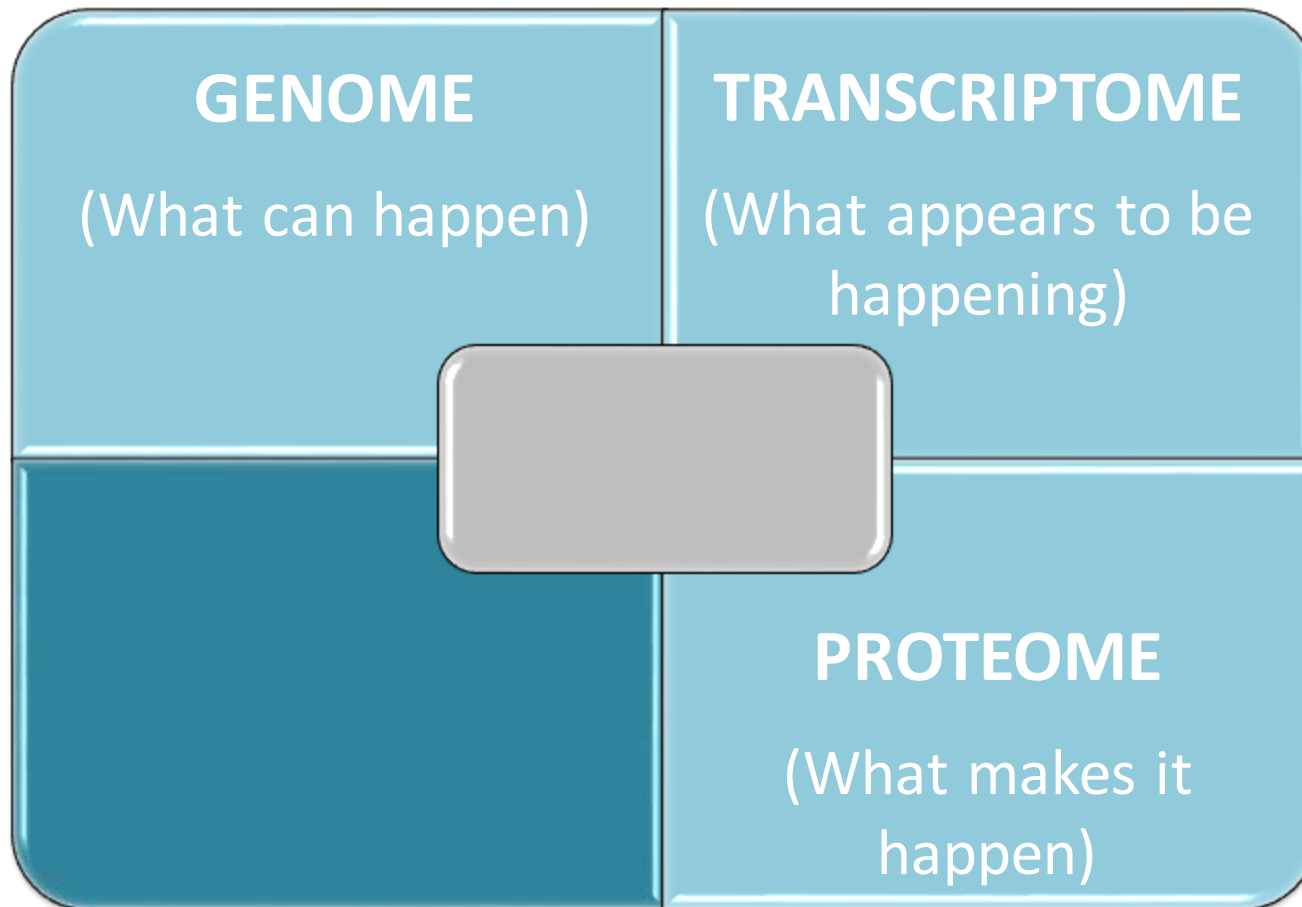 GENOME
(What can happen)
TRANSCRIPTOME
(What appears to be
happening)
PROTEOME
(What makes it
happen)